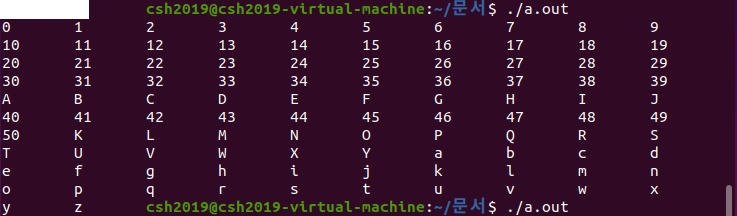 csh2019@csh2019-virtual-machine:~/문서$ ./a.out
0 1 2 3 4 5 6 7 8 9
10 11 12 13 14 15 16 17 18 19
20 21 22 23 24 25 26 27 28 29
30 31 32 33 34 35 36 37 38 39
A B C D E F G H I J
40 41 42 43 44 45 46 47 48 49
50 K L M N O P Q R S
T U V W X Y a b c d
e f g h i j k l m n
o p q r s t u v w x
y z csh2019@csh2019-virtual-machine:~/문서$ ./a.out